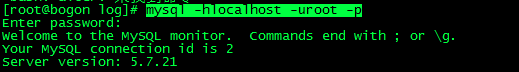 [root@bogon log]# mysql -hlocalhost -uroot -p
Enter password:
Welcome to the MySQL monitor.  Commands end with ; or \g.
Your MySQL connection id is 2
Server version: 5.7.21